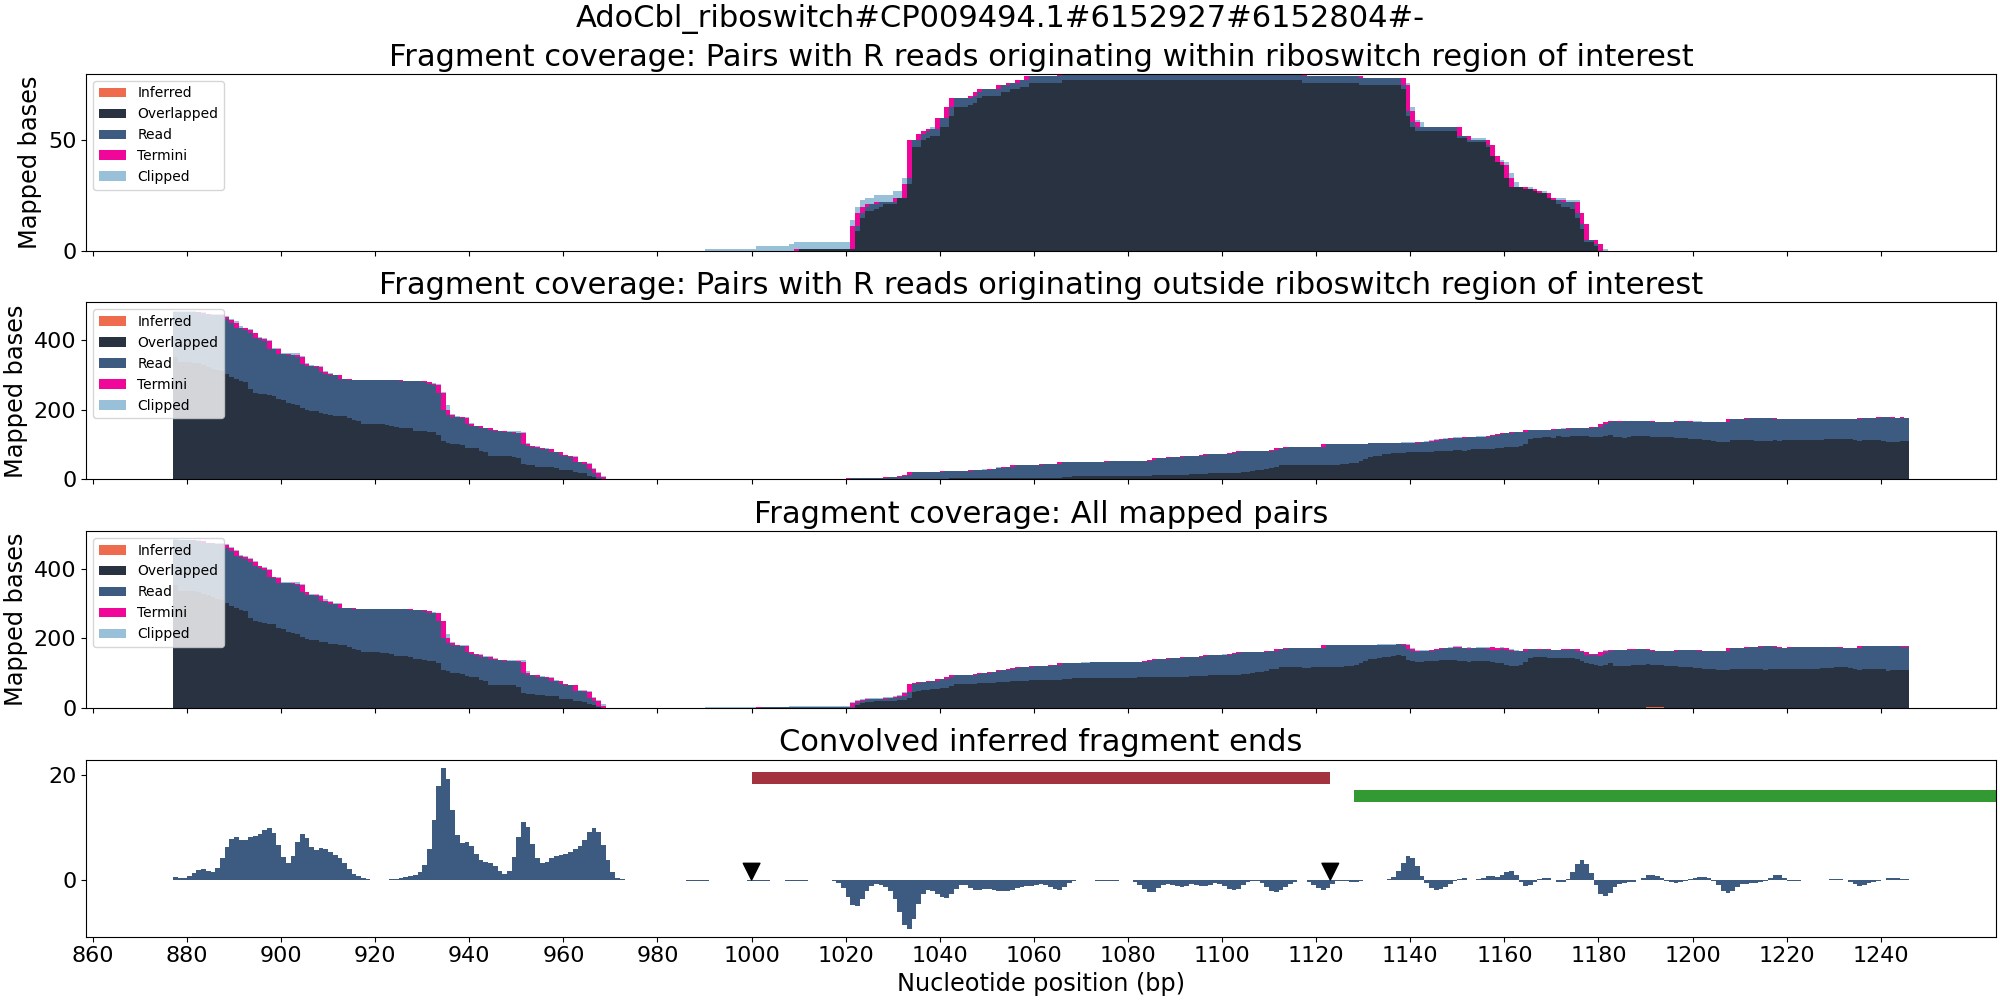 AdoCbl_riboswitch#CP009494.1#6152927#6152804#-
Fragment coverage: Pairs with R reads originating within riboswitch region of interest
Mapped bases
50
0
Inferred
Overlapped
Read
Termini
Clipped
Fragment coverage: Pairs with R reads originating outside riboswitch region of interest
Mapped bases
400
200
0
Inferred
Overlapped
Read
Termini
Clipped
Fragment coverage: All mapped pairs
Mapped bases
400
200
0
Inferred
Overlapped
Read
Termini
Clipped
Convolved inferred fragment ends
20
0
860 880 900 920 940 960 980 1000 1020 1040 1060 1080 1100 1120 1140 1160 1180 1200 1220 1240
Nucleotide position (bp)